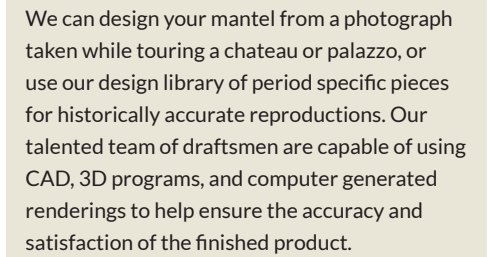 We can design your mantel from a photograph
taken while touring a chateau or palazzo, or
use our design library of period specific pieces
for historically accurate reproductions. Our
talented team of draftsmen are capable of using
CAD, 3D programs, and computer generated
renderings to help ensure the accuracy and
satisfaction of the finished product.